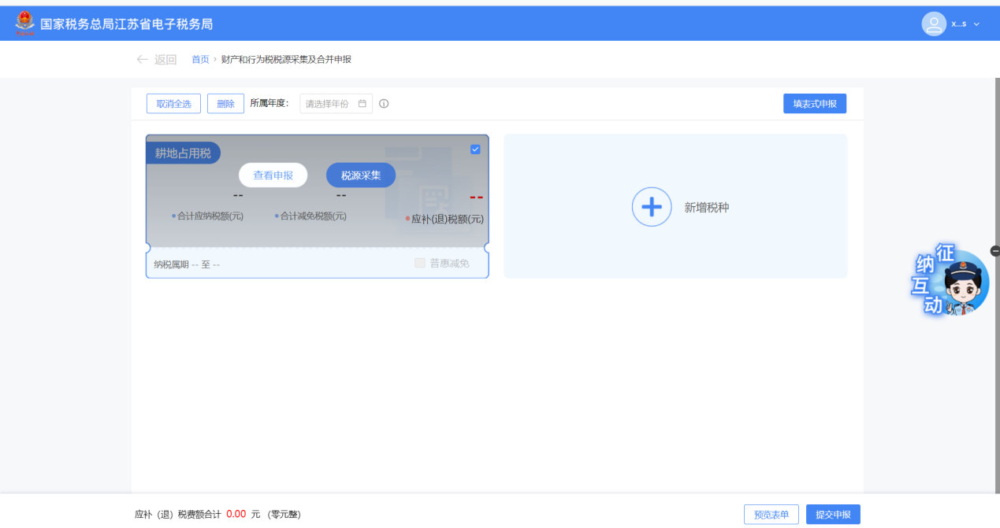 国家税务总局江苏省电子税务局
x...s
返回 首页 > 财产和行为税税源采集及合并申报
取消全选 删除 所属年度： 请选择年份 填表式申报
耕地占用税
查看申报 税源采集
-- -- --
合计应纳税额(元) 合计减免税额(元) 应补(退)税额(元)
纳税属期 -- 至 -- 普惠减免
新增税种
征纳互动
应补（退）税费额合计 0.00 元 （零元整） 预览表单 提交申报